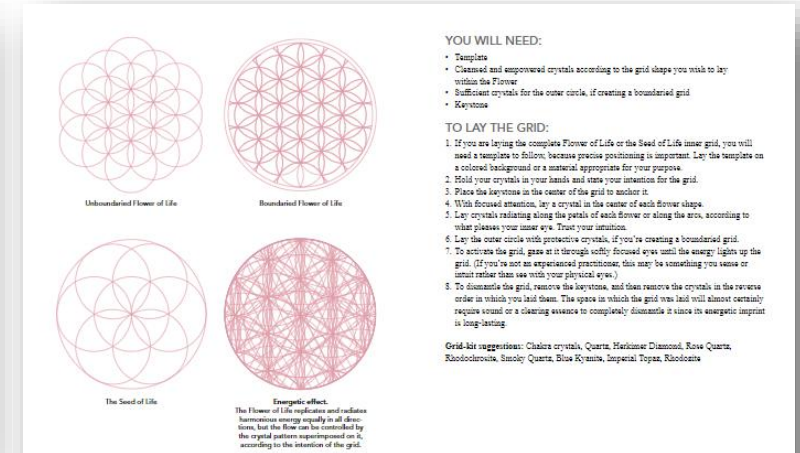 Unboundaried Flower of Life
Boundaried Flower of Life
The Seed of Life
Energetic effect.
The Flower of Life replicates and radiates
harmonious energy equally in all direc-
tions, but the flow can be controlled by
the crystal pattern superimposed on it,
according to the intention of the grid.
YOU WILL NEED:
• Template
• Cleansed and empowered crystals according to the grid shape you wish to lay
within the Flower
• Sufficient crystals for the outer circle, if creating a boundaried grid
• Keystone
TO LAY THE GRID:
1. If you are laying the complete Flower of Life or the Seed of Life inner grid, you will
need a template to follow, because precise positioning is important. Lay the template on
a colored background or a material appropriate for your purpose.
2. Hold your crystals in your hands and state your intention for the grid.
3. Place the keystone in the center of the grid to anchor it.
4. With focused attention, lay a crystal in the center of each flower shape.
5. Lay crystals radiating along the petals of each flower or along the arcs, according to
what pleases your inner eye. Trust your intuition.
6. Lay the outer circle with protective crystals, if you're creating a boundaried grid.
7. To activate the grid, gaze at it through softly focused eyes until the energy lights up the
grid. (If you're not an experienced practitioner, this may be something you sense or
intuit rather than see with your physical eyes.)
8. To dismantle the grid, remove the keystone, and then remove the crystals in the reverse
order in which you laid them. The space in which the grid was laid will almost certainly
require sound or a clearing essence to completely dismantle it since its energetic imprint
is long-lasting.
Grid-kit suggestions: Chakra crystals, Quartz, Herkimer Diamond, Rose Quartz,
Rhodochrosite, Smoky Quartz, Blue Kyanite, Imperial Topaz, Rhodozite